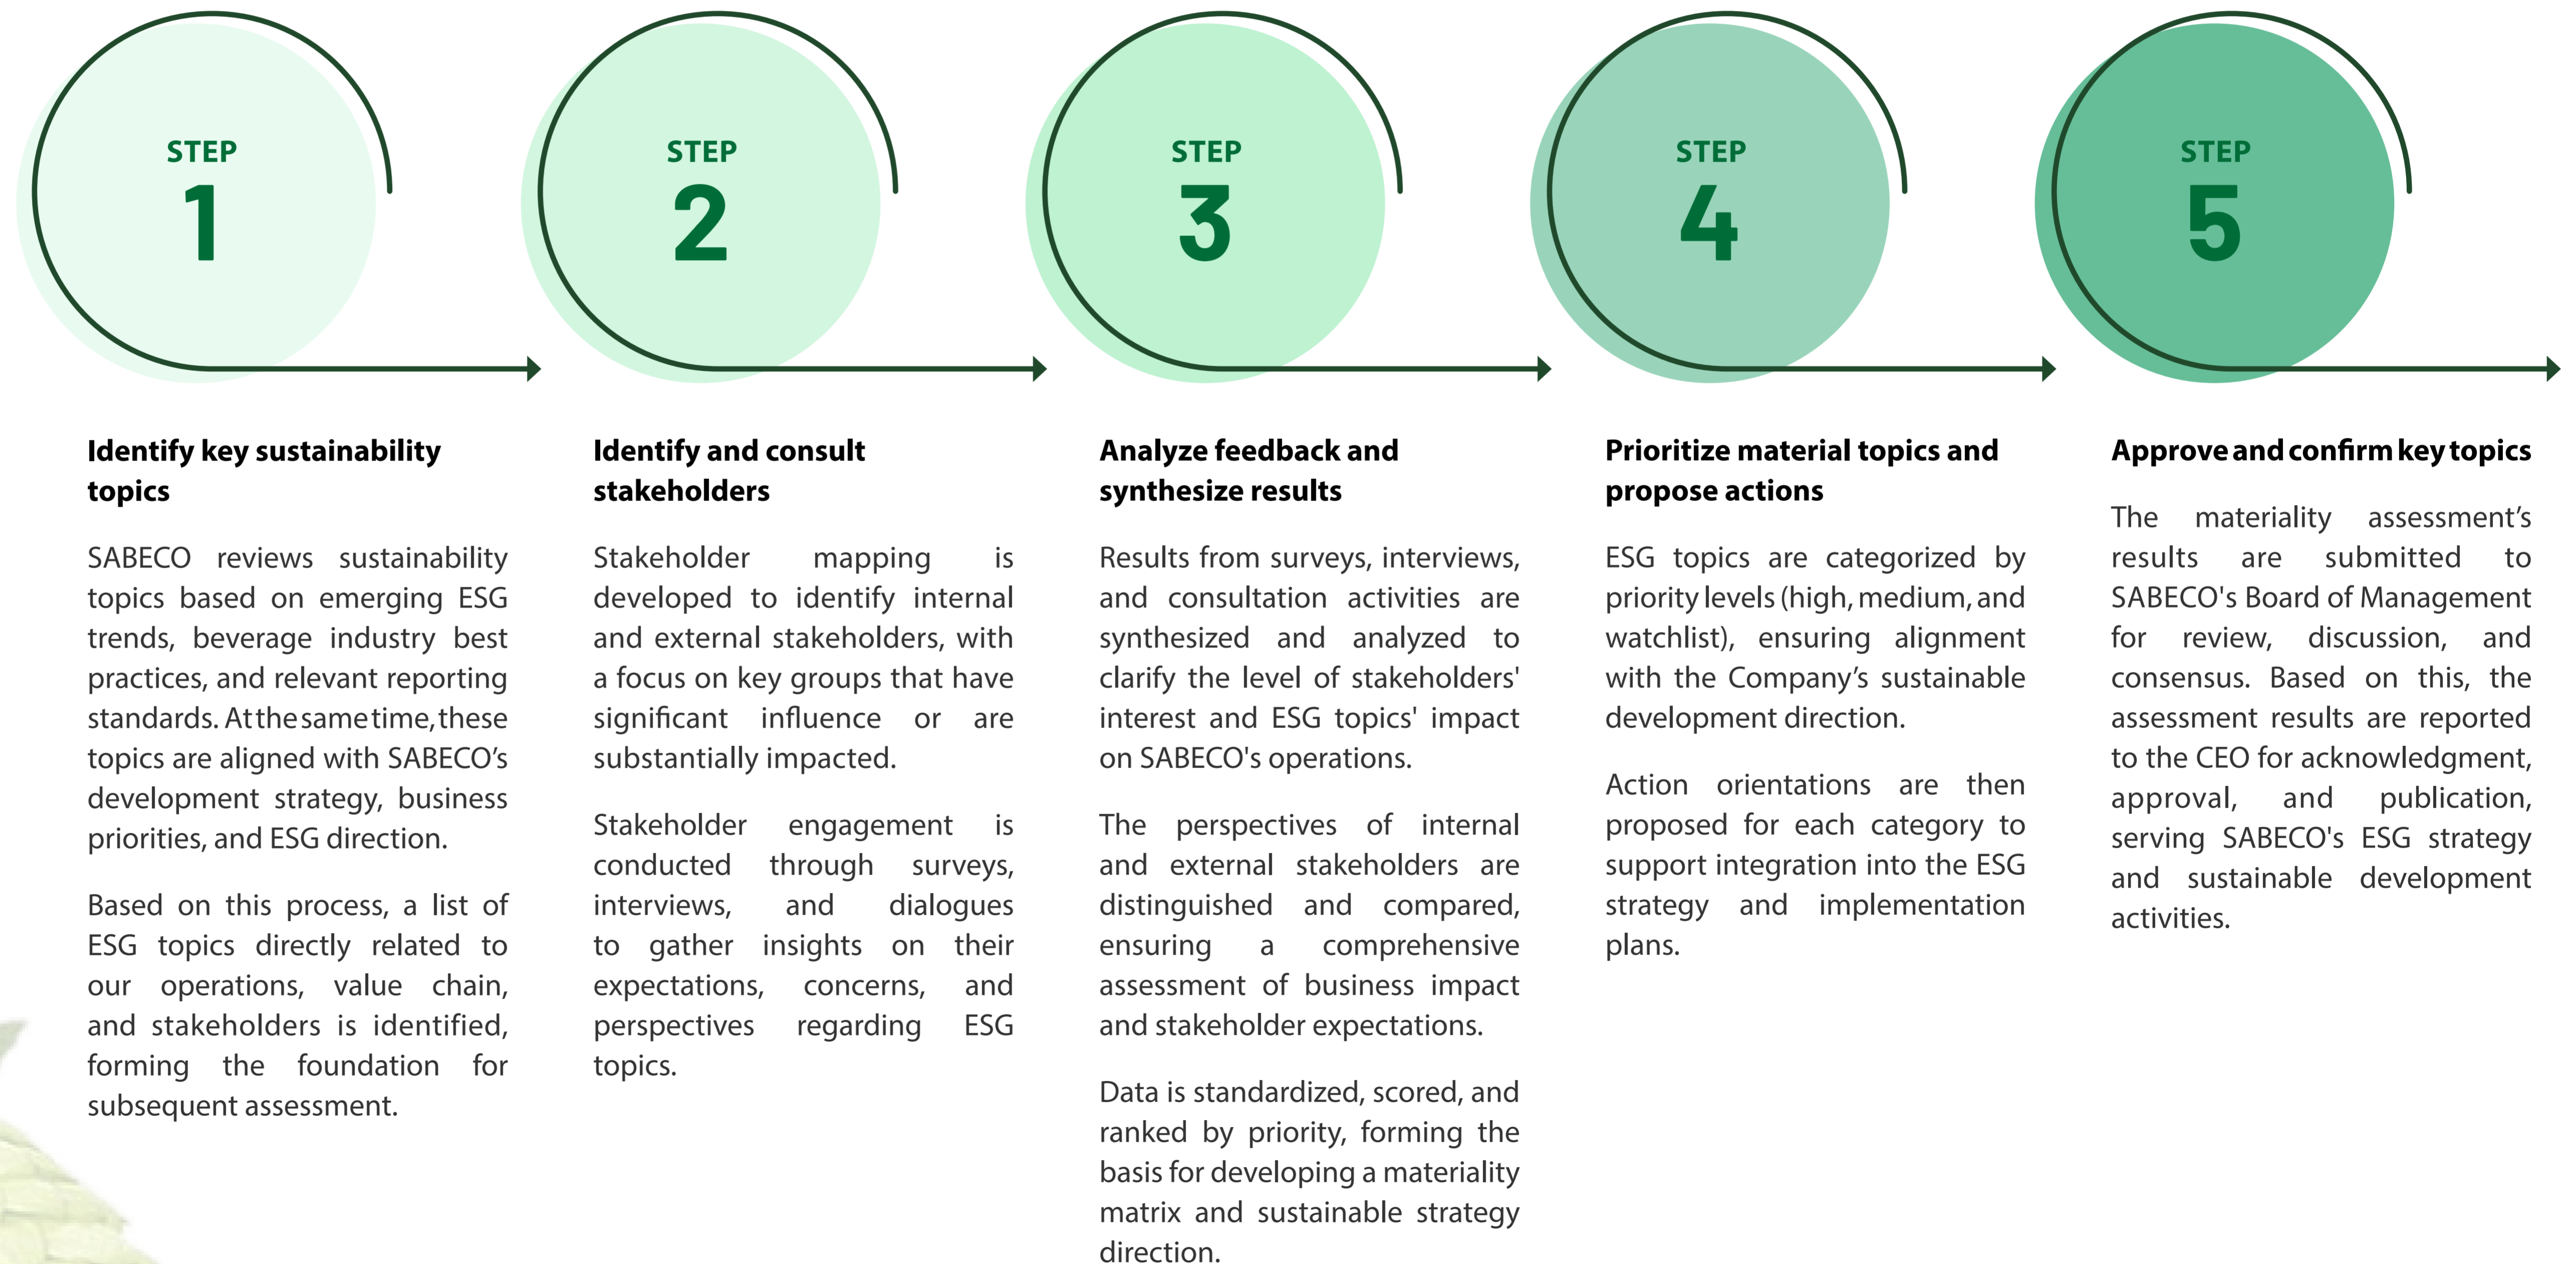 STEP
1
Identify key sustainability
topics
SABECO reviews sustainability
topics based on emerging ESG
trends, beverage industry best
practices, and relevant reporting
standards. At the same time, these
topics are aligned with SABECO’s
development strategy, business
priorities, and ESG direction.
Based on this process, a list of
ESG topics directly related to
our operations, value chain,
and stakeholders is identified,
forming the foundation for
subsequent assessment.
STEP
2
Identify and consult
stakeholders
Stakeholder mapping is
developed to identify internal
and external stakeholders, with
a focus on key groups that have
significant influence or are
substantially impacted.
Stakeholder engagement is
conducted through surveys,
interviews, and dialogues
to gather insights on their
expectations, concerns, and
perspectives regarding ESG
topics.
STEP
3
Analyze feedback and
synthesize results
Results from surveys, interviews,
and consultation activities are
synthesized and analyzed to
clarify the level of stakeholders'
interest and ESG topics' impact
on SABECO's operations.
The perspectives of internal
and external stakeholders are
distinguished and compared,
ensuring a comprehensive
assessment of business impact
and stakeholder expectations.
Data is standardized, scored, and
ranked by priority, forming the
basis for developing a materiality
matrix and sustainable strategy
direction.
STEP
4
Prioritize material topics and
propose actions
ESG topics are categorized by
priority levels (high, medium, and
watchlist), ensuring alignment
with the Company’s sustainable
development direction.
Action orientations are then
proposed for each category to
support integration into the ESG
strategy and implementation
plans.
STEP
5
Approve and confirm key topics
The materiality assessment’s
results are submitted to
SABECO's Board of Management
for review, discussion, and
consensus. Based on this, the
assessment results are reported
to the CEO for acknowledgment,
approval, and publication,
serving SABECO's ESG strategy
and sustainable development
activities.